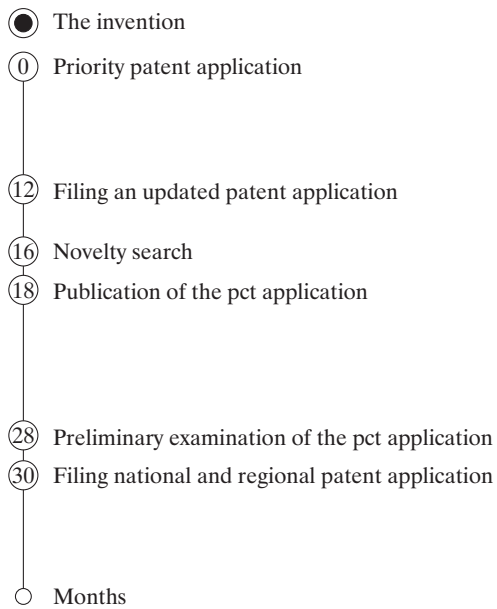 The invention
0 Priority patent application
12 Filing an updated patent application
16 Novelty search
18 Publication of the pct application
28 Preliminary examination of the pct application
30 Filing national and regional patent application
Months